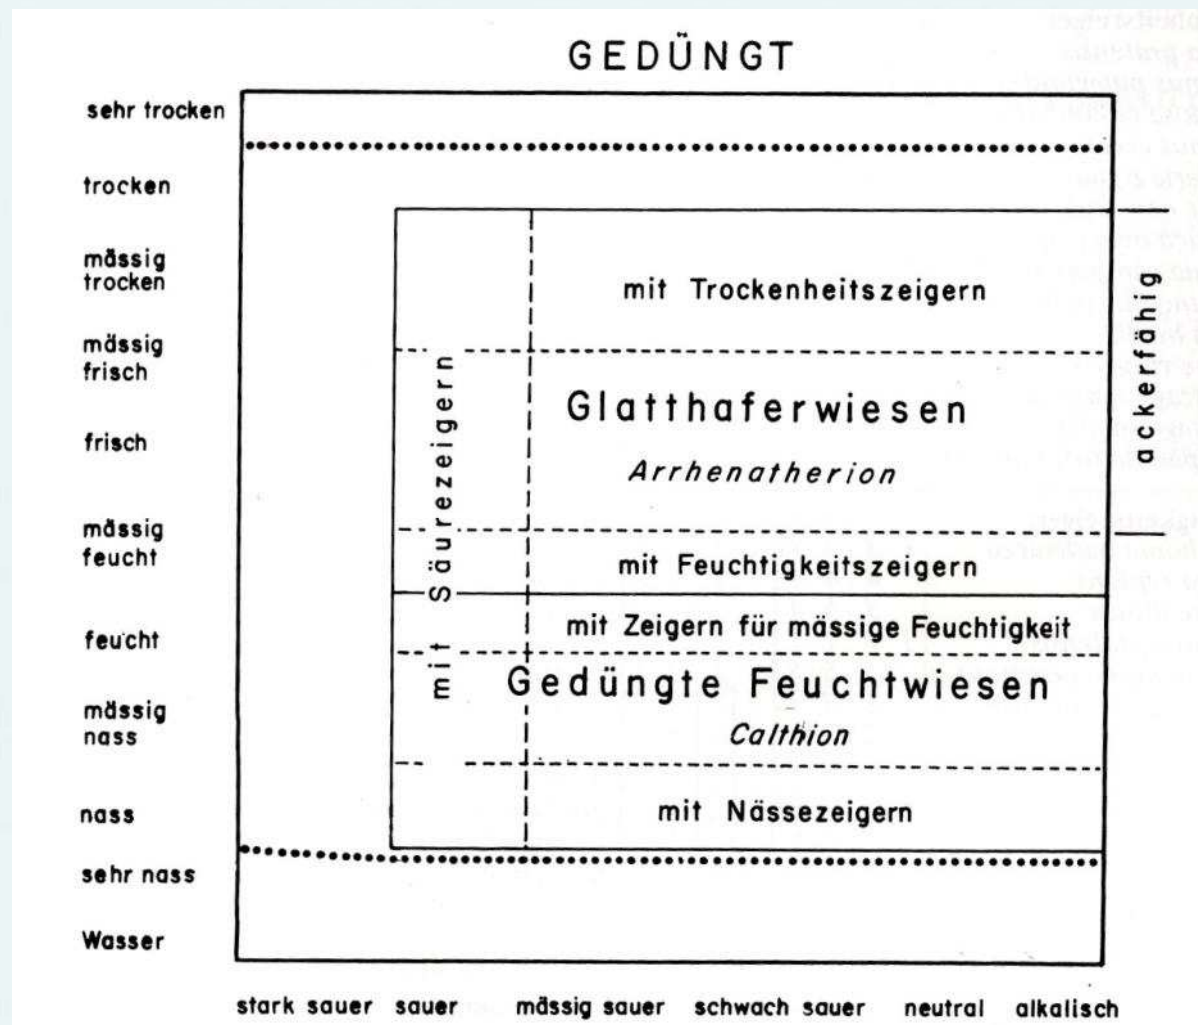 GEDÜNGT
sehr trocken
trocken
mässig
trocken
mässig
frisch
frisch
mässig
feucht
feucht
mässig
nass
nass
sehr nass
Wasser
mit Säurezeigern
mit Trockenheitszeigern
Glatthaferwiesen
Arrhenatherion
mit Feuchtigkeitszeigern
mit Zeigern für mässige Feuchtigkeit
Gedüngte Feuchtwiesen
Calthion
mit Nässezeigern
ackerfähig
stark sauer sauer mässig sauer schwach sauer neutral alkalisch